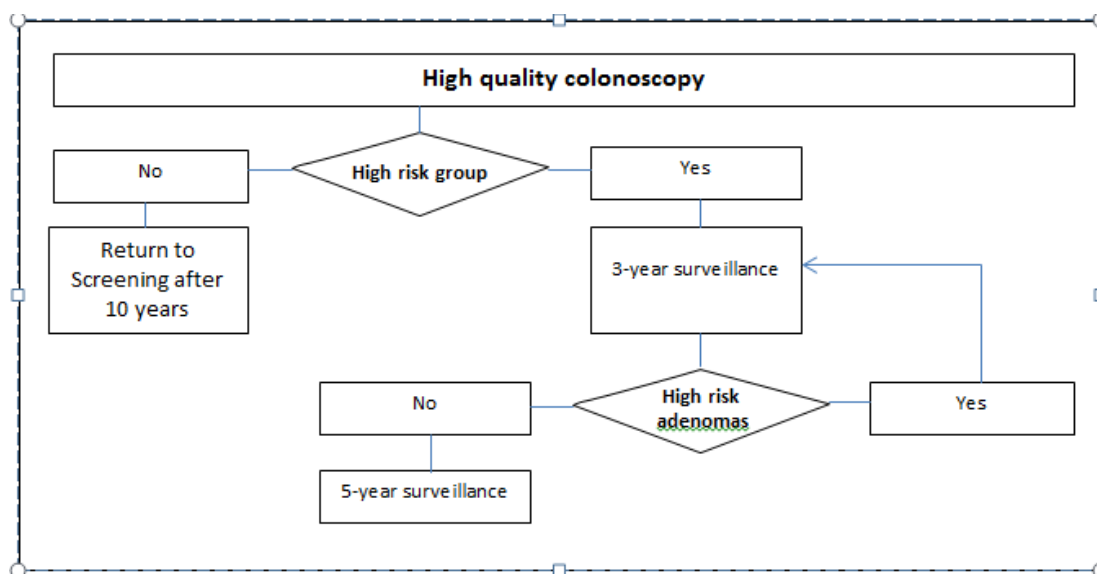 High quality colonoscopy
High risk group
No
Yes
Return to
Screening after
10 years
3-year surveillance
High risk
adenomas
No
Yes
5-year surveillance